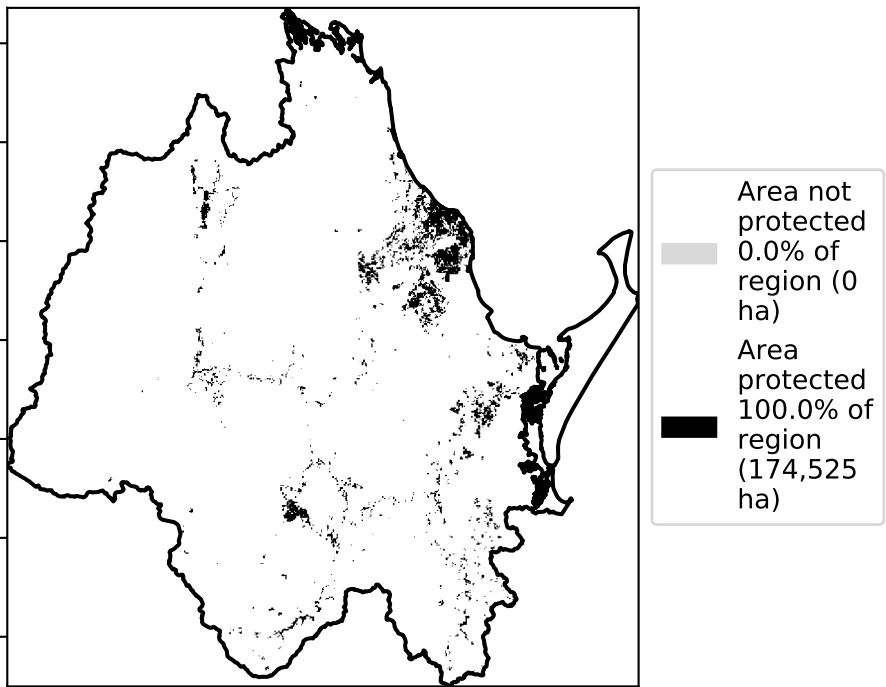 Area not
protected
0.0% of
region (0
ha)
Area
protected
100.0% of
region
(174,525
ha)